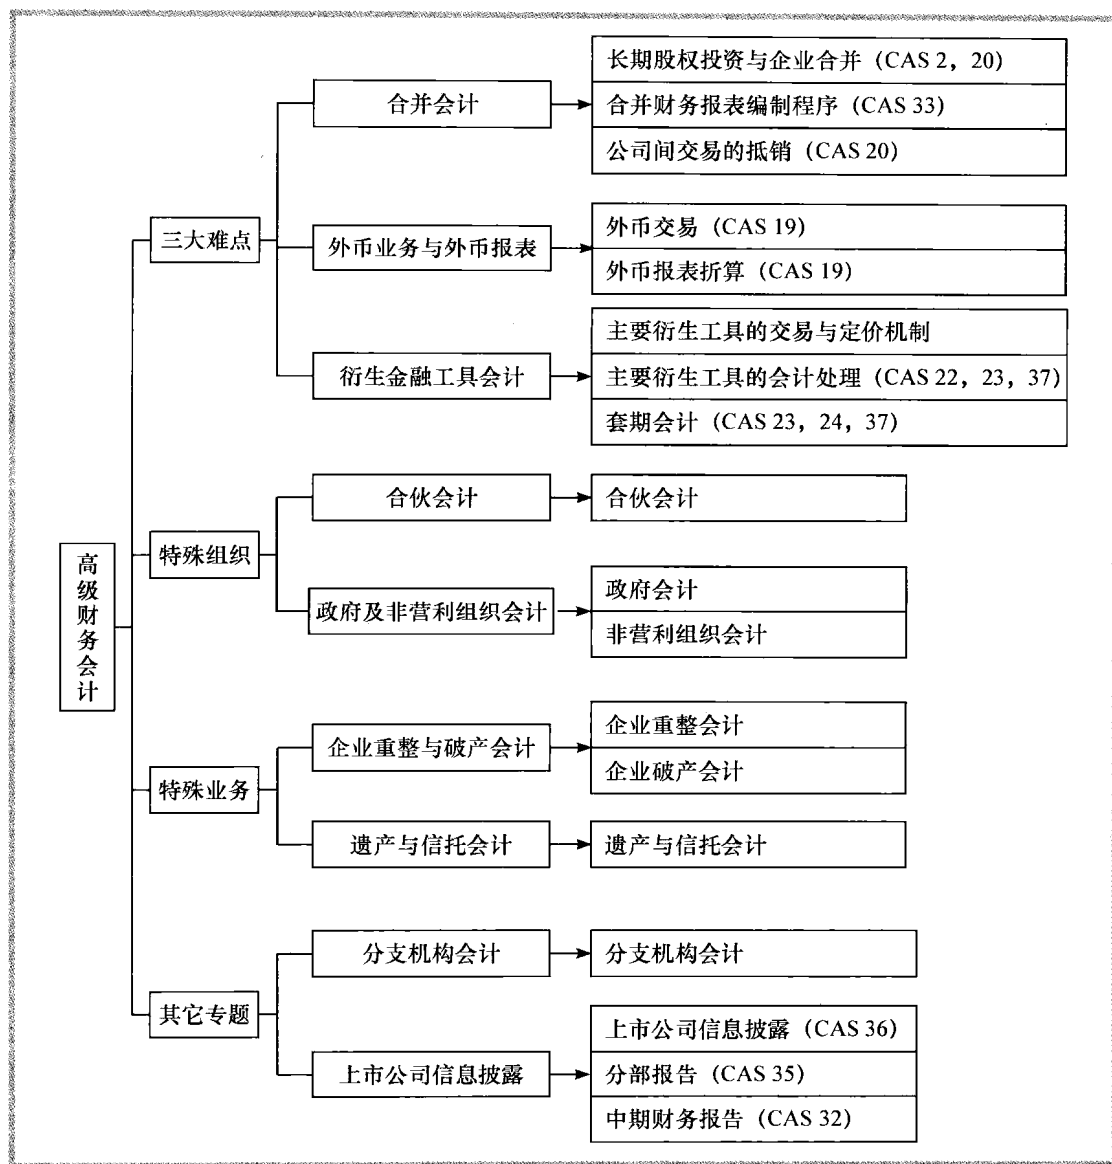 高级财务会计
三大难点
合并会计
长期股权投资与企业合并（CAS 2，20）
合并财务报表编制程序（CAS 33）
公司间交易的抵销（CAS 20）
外币业务与外币报表
外币交易（CAS 19）
外币报表折算（CAS 19）
衍生金融工具会计
主要衍生工具的交易与定价机制
主要衍生工具的会计处理（CAS 22，23，37）
套期会计（CAS 23，24，37）
特殊组织
合伙会计
合伙会计
政府及非营利组织会计
政府会计
非营利组织会计
特殊业务
企业重整与破产会计
企业重整会计
企业破产会计
遗产与信托会计
遗产与信托会计
其它专题
分支机构会计
分支机构会计
上市公司信息披露
上市公司信息披露（CAS 36）
分部报告（CAS 35）
中期财务报告（CAS 32）